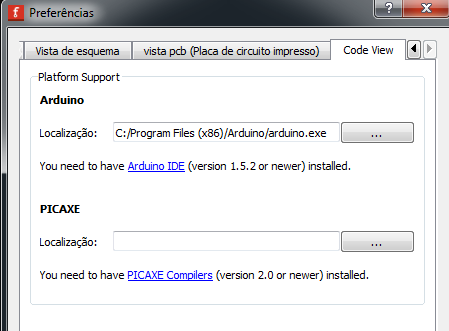 Preferências
Vista de esquema
vista pcb (Placa de circuito impresso)
Code View
Platform Support
Arduino
Localização: C:/Program Files (x86)/Arduino/arduino.exe ...
You need to have Arduino IDE (version 1.5.2 or newer) installed.
PICAXE
Localização: ...
You need to have PICAXE Compilers (version 2.0 or newer) installed.